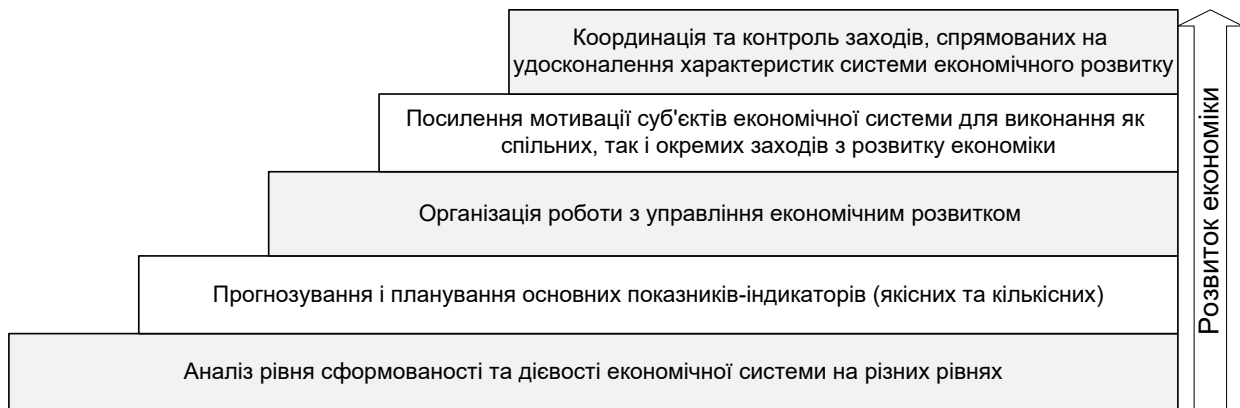 Координація та контроль заходів, спрямованих на
удосконалення характеристик системи економічного розвитку
Посилення мотивації суб'єктів економічної системи для виконання як
спільних, так і окремих заходів з розвитку економіки
Організація роботи з управління економічним розвитком
Прогнозування і планування основних показників-індикаторів (якісних та кількісних)
Аналіз рівня сформованості та дієвості економічної системи на різних рівнях
Розвиток економіки